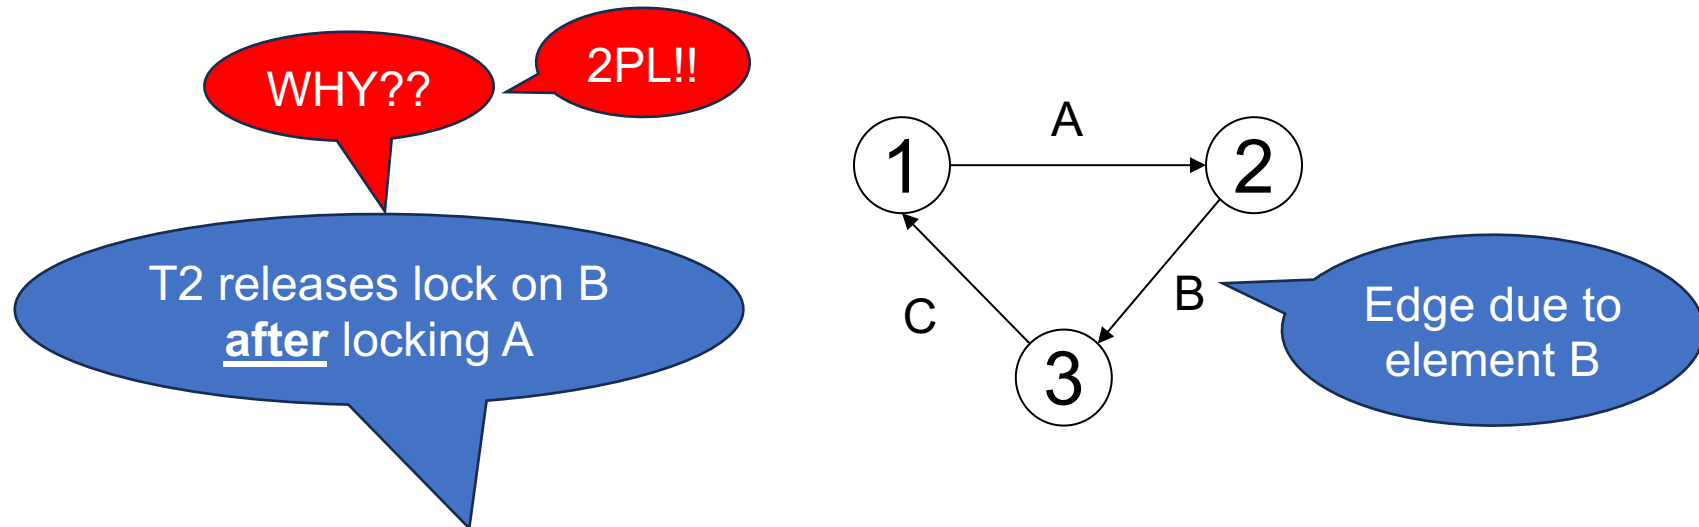 WHY??
2PL!!
T2 releases lock on B
after locking A
A
1
2
B
C
3
Edge due to
element B